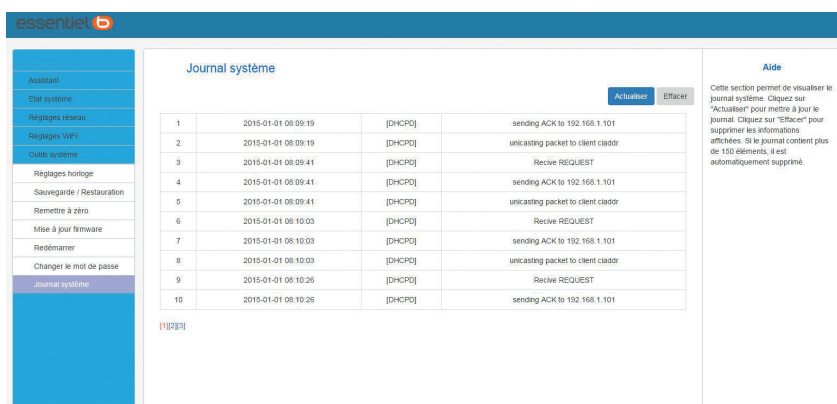 essentiel b
Assistant
Etat système
Réglages réseau
Réglages WiFi
Outils système
Réglages horloge
Sauvegarde / Restauration
Remettre à zéro
Mise à jour firmware
Redémarrer
Changer le mot de passe
Journal système
Journal système
Actualiser Effacer
1 2015-01-01 08:09:19 [DHCPD] sending ACK to 192.168.1.101
2 2015-01-01 08:09:19 [DHCPD] unicasting packet to client ciaddr
3 2015-01-01 08:09:41 [DHCPD] Recive REQUEST
4 2015-01-01 08:09:41 [DHCPD] sending ACK to 192.168.1.101
5 2015-01-01 08:09:41 [DHCPD] unicasting packet to client ciaddr
6 2015-01-01 08:10:03 [DHCPD] Recive REQUEST
7 2015-01-01 08:10:03 [DHCPD] sending ACK to 192.168.1.101
8 2015-01-01 08:10:03 [DHCPD] unicasting packet to client ciaddr
9 2015-01-01 08:10:26 [DHCPD] Recive REQUEST
10 2015-01-01 08:10:26 [DHCPD] sending ACK to 192.168.1.101
[1][2][3]
Aide
Cette section permet de visualiser le
journal système. Cliquez sur
"Actualiser" pour mettre à jour le
journal. Cliquez sur "Effacer" pour
supprimer les informations
affichées. Si le journal contient plus
de 150 éléments, il est
automatiquement supprimé.